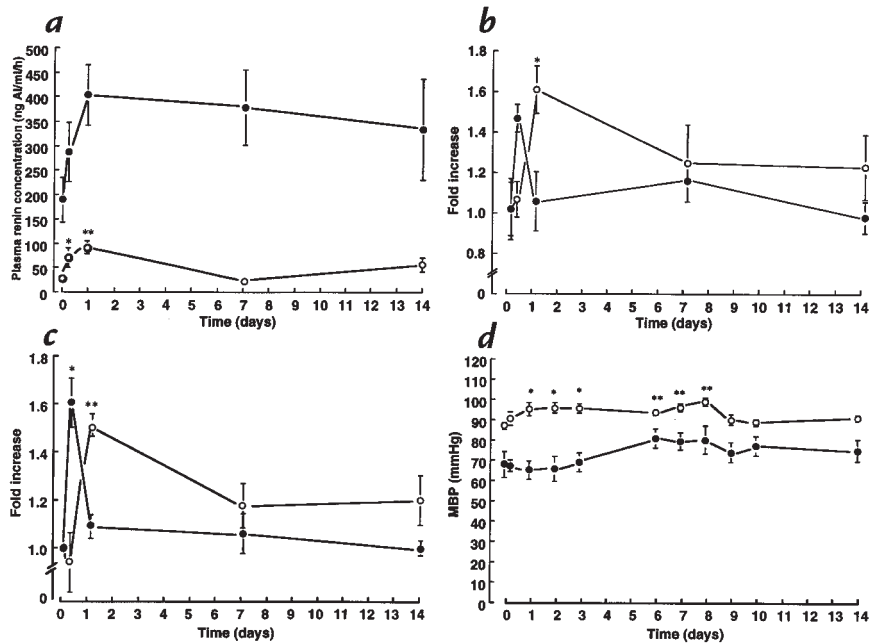 a
Plasma renin concentration (ng AI/ml/h)
500
450
400
350
300
250
200
150
100
50
0
*
**
0 1 2 3 4 5 6 7 8 9 10 11 12 13 14
Time (days)
b
Fold increase
1.8
1.6
1.4
1.2
1.0
0.8
0
*
0 1 2 3 4 5 6 7 8 9 10 11 12 13 14
Time (days)
c
Fold increase
1.8
1.6
1.4
1.2
1.0
0
*
**
0 1 2 3 4 5 6 7 8 9 10 11 12 13 14
Time (days)
d
MBP (mmHg)
120
110
100
90
80
70
60
50
40
30
20
10
0
* * * ** ** **
0 1 2 3 4 5 6 7 8 9 10 11 12 13 14
Time (days)